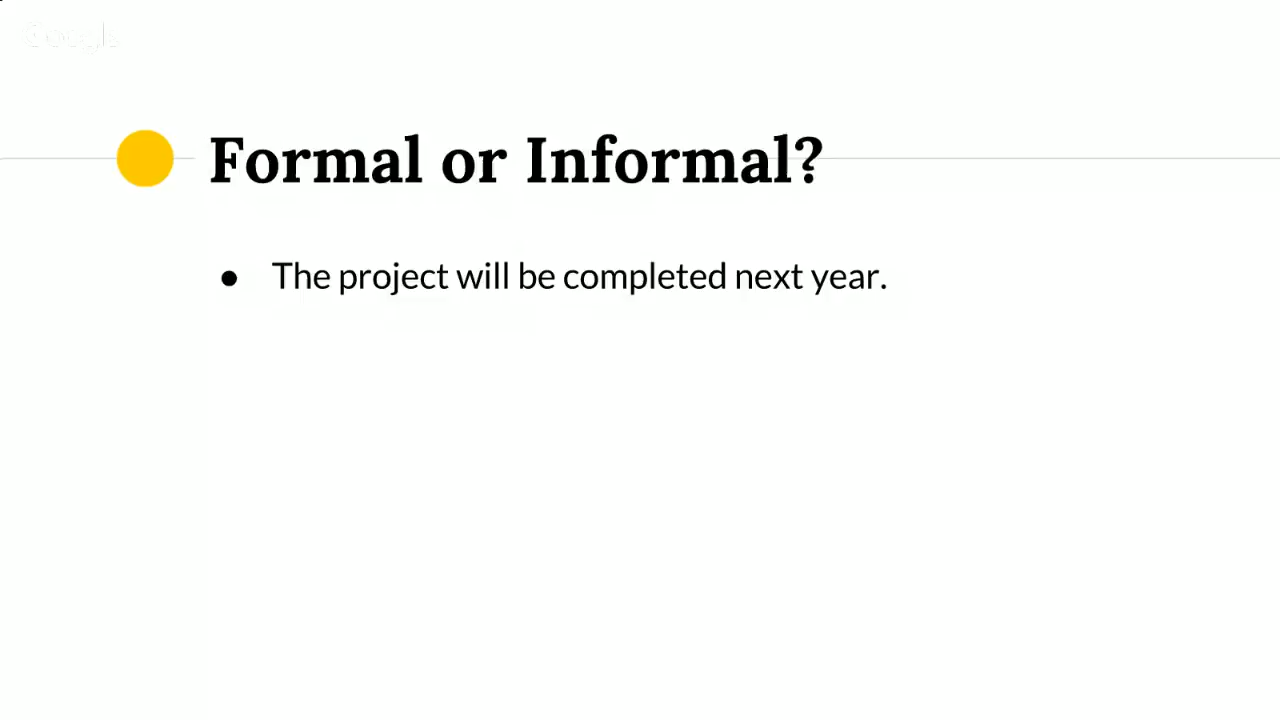 Formal or Informal?
● The project will be completed next year.